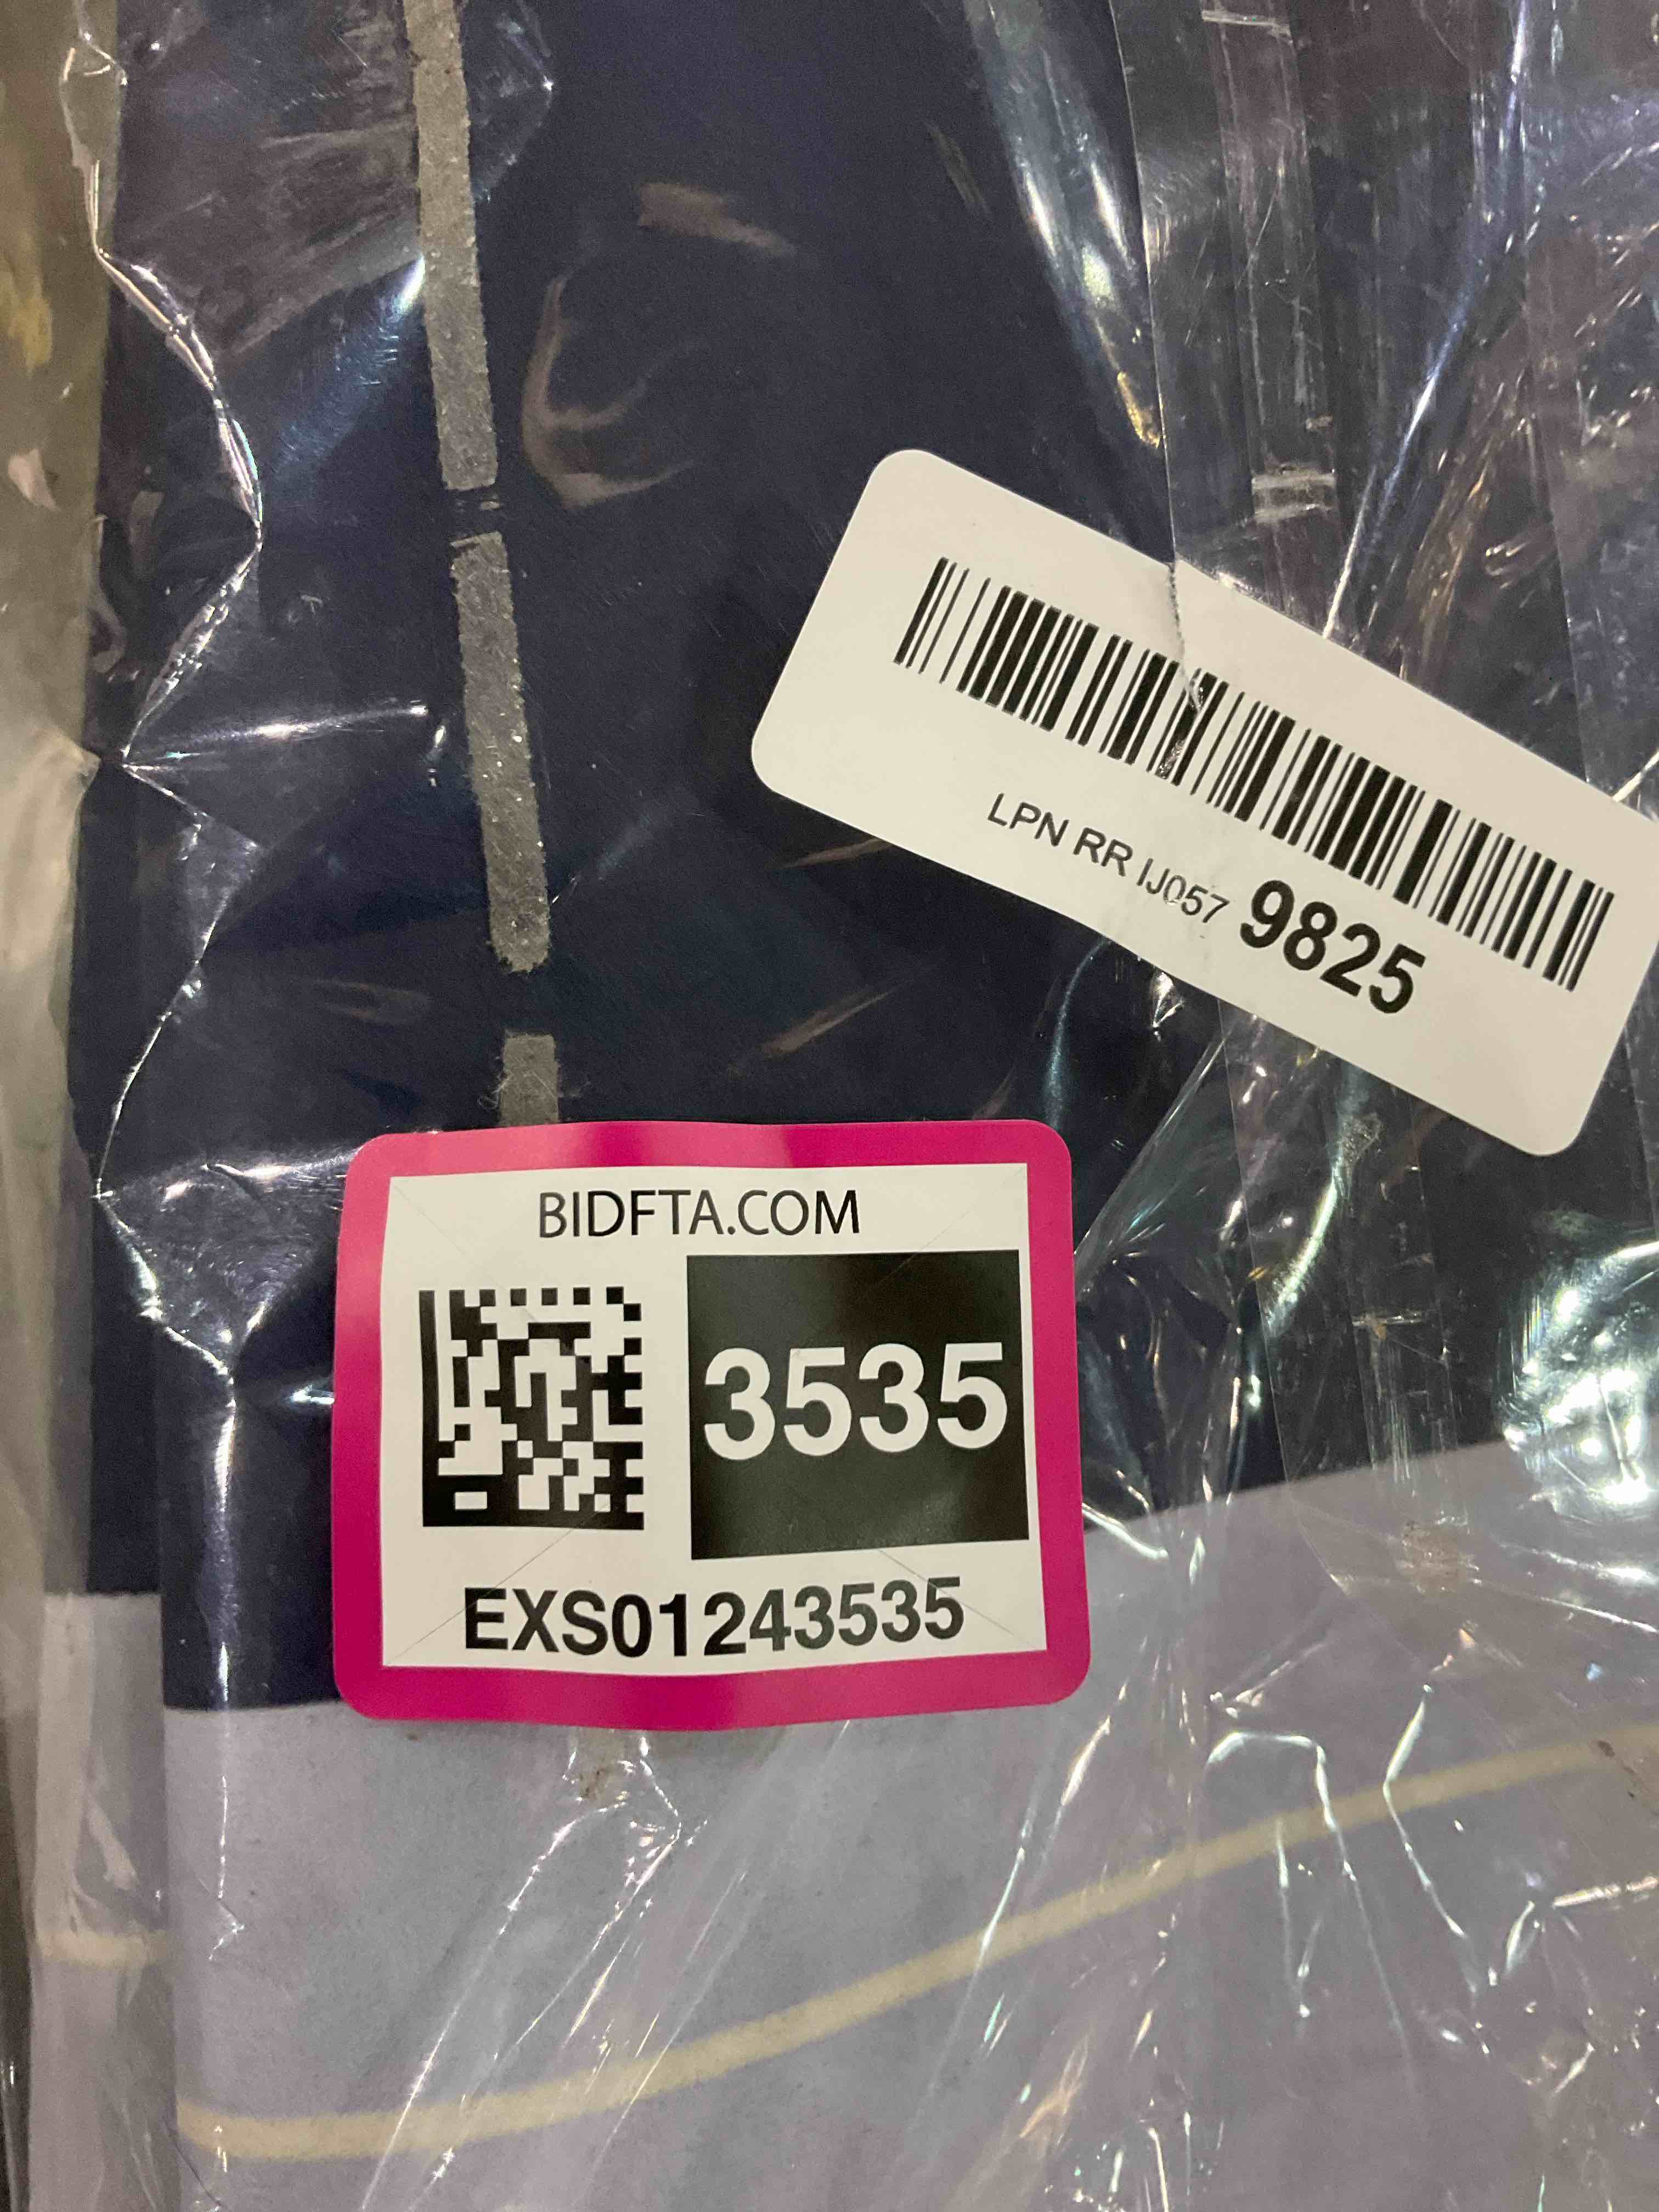 LPN RR IJ057 9825
BIDFTA.COM
3535
EXS01243535